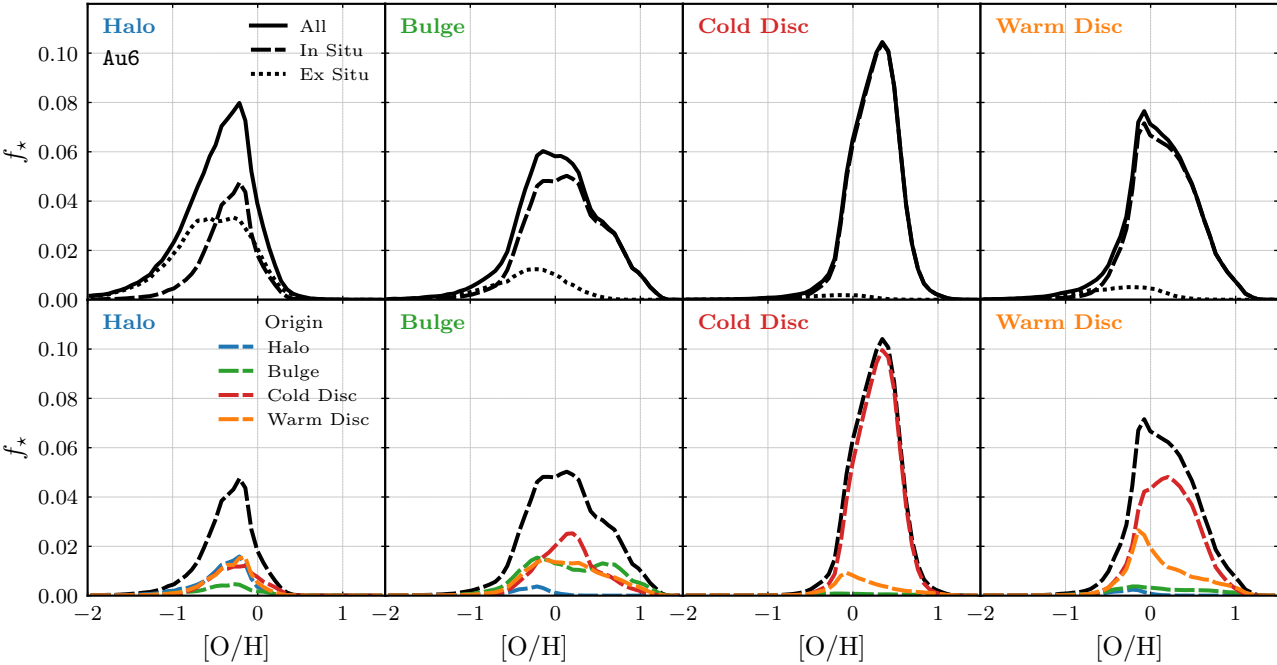 Halo
Au6
All
In Situ
Ex Situ
Bulge
Cold Disc
Warm Disc
f⋆
0.10
0.08
0.06
0.04
0.02
0.00
Halo
Origin
Halo
Bulge
Cold Disc
Warm Disc
Bulge
Cold Disc
Warm Disc
f⋆
0.10
0.08
0.06
0.04
0.02
0.00
−2 −1 0 1
−2 −1 0 1
−2 −1 0 1
−2 −1 0 1
[O/H]
[O/H]
[O/H]
[O/H]